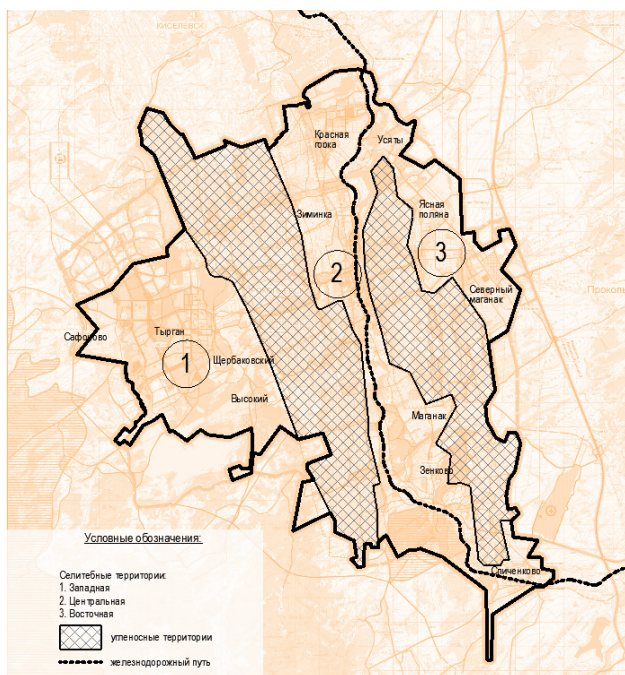 КИСЕЛЕВСК
Красная
горка
Усяты
Ясная
поляна
Зиминка
3
2
Северный
маганак
Прокоп
Сафоново
Тырган
Щербаковский
1
Высокий
Маганак
Зенково
Спиченково
Условные обозначения:
Селитебные территории:
1. Западная
2. Центральная
3. Восточная
угленосные территории
железнодорожный путь